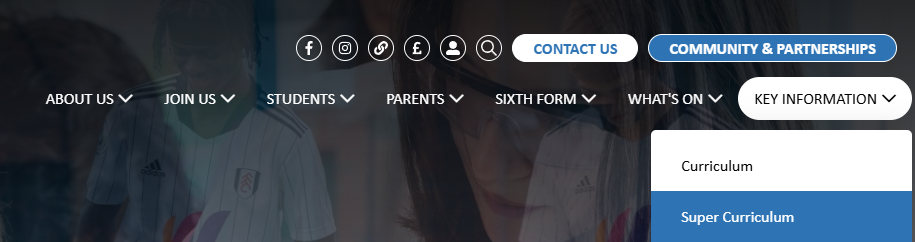 £ CONTACT US COMMUNITY & PARTNERSHIPS
ABOUT US JOIN US STUDENTS PARENTS SIXTH FORM WHAT'S ON KEY INFORMATION
Curriculum
Super Curriculum